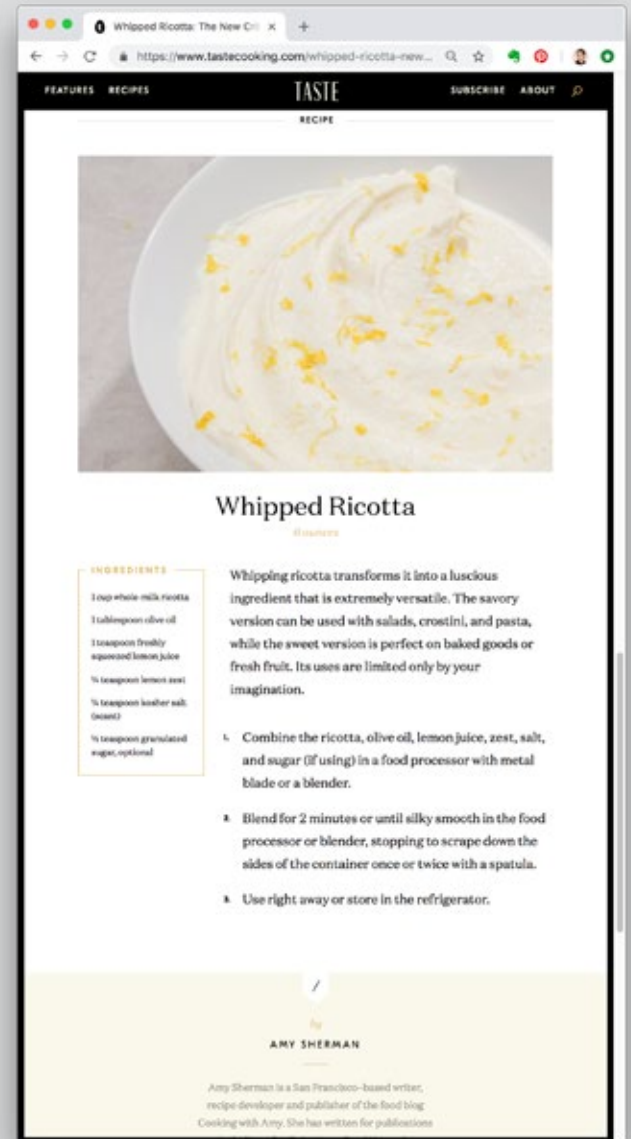 Whipped Ricotta: The New Cri
https://www.tastecooking.com/whipped-ricotta-new...
FEATURES RECIPES TASTE SUBSCRIBE ABOUT
RECIPE
Whipped Ricotta
INGREDIENTS
1 cup whole milk ricotta
1 tablespoon olive oil
1 teaspoon freshly
squeezed lemon juice
teaspoon lemon zest
teaspoon kosher salt
teaspoon granulated
sugar, optional
Whipping ricotta transforms it into a luscious
ingredient that is extremely versatile. The savory
version can be used with salads, crostini, and pasta,
while the sweet version is perfect on baked goods or
fresh fruit. Its uses are limited only by your
imagination.
1. Combine the ricotta, olive oil, lemon juice, zest, salt,
and sugar (if using) in a food processor with metal
blade or a blender.
2. Blend for 2 minutes or until silky smooth in the food
processor or blender, stopping to scrape down the
sides of the container once or twice with a spatula.
3. Use right away or store in the refrigerator.
by
AMY SHERMAN
Amy Sherman is a San Francisco-based writer,
recipe developer and publisher of the food blog
Cooking with Amy. She has written for publications